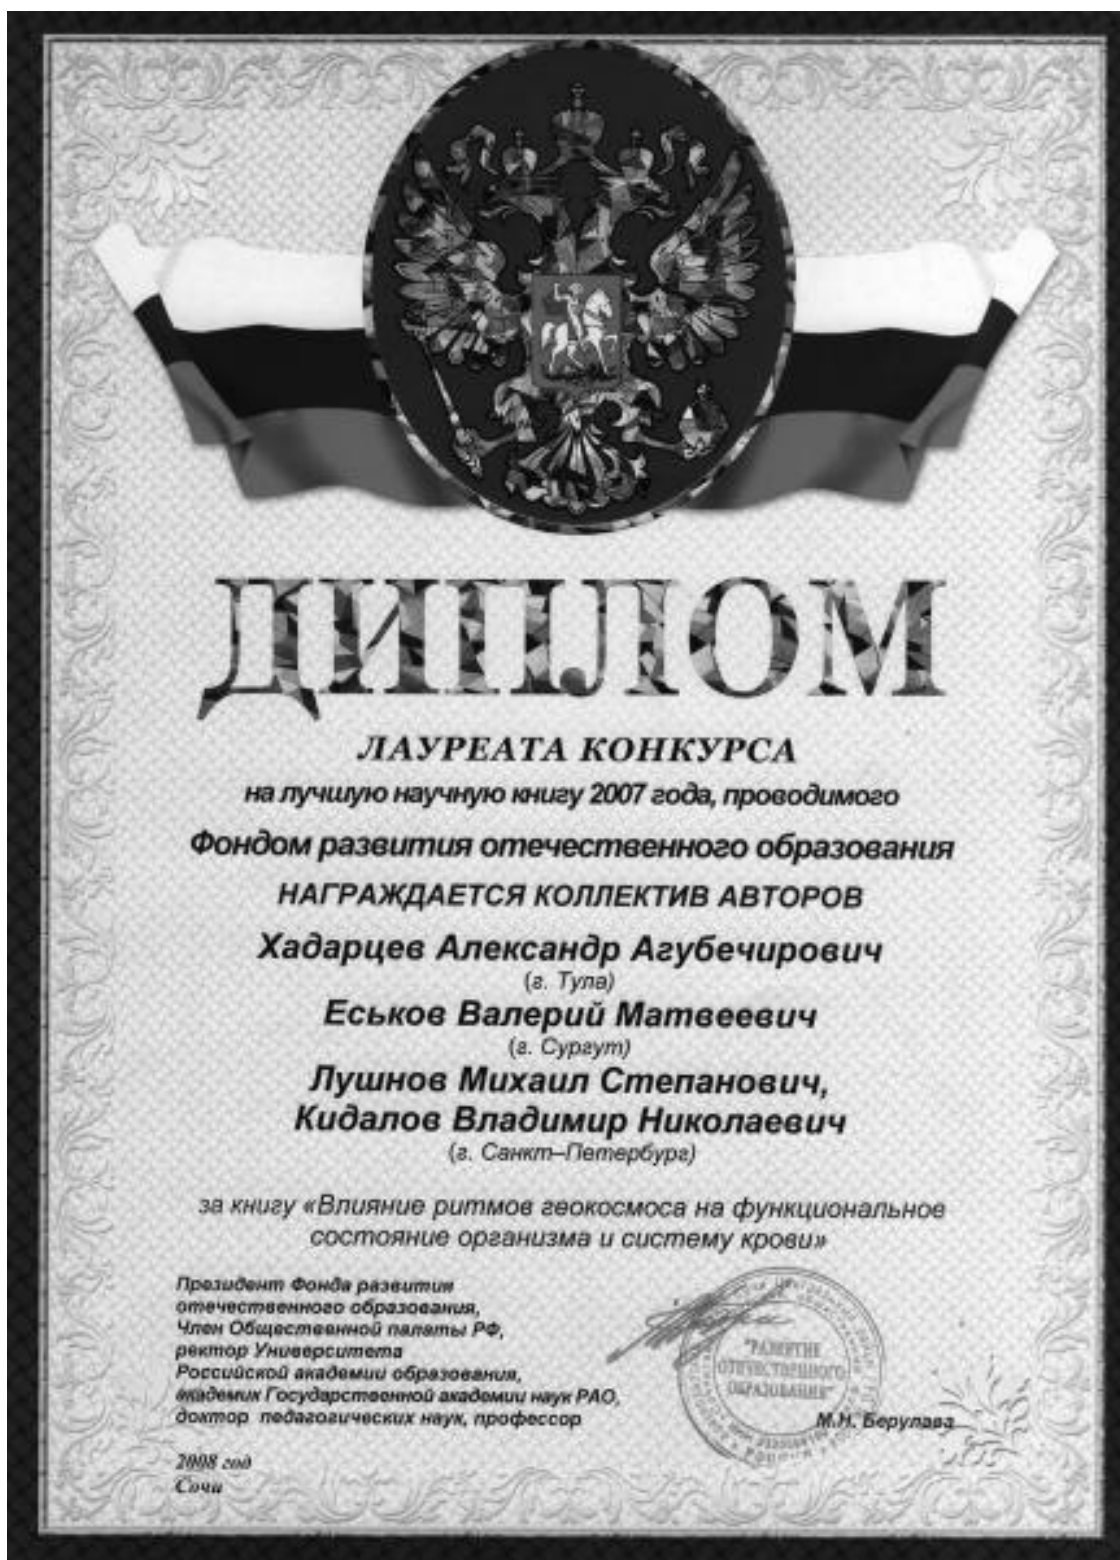 ДИПЛОМ
ЛАУРЕАТА КОНКУРСА
на лучшую научную книгу 2007 года, проводимого
Фондом развития отечественного образования
НАГРАЖДАЕТСЯ КОЛЛЕКТИВ АВТОРОВ
Хадарцев Александр Агубечирович
(г. Тула)
Еськов Валерий Матвеевич
(г. Сургут)
Лушнов Михаил Степанович,
Кидалов Владимир Николаевич
(г. Санкт–Петербург)
за книгу «Влияние ритмов геокосмоса на функциональное
состояние организма и систему крови»
Президент Фонда развития
отечественного образования,
Член Общественной палаты РФ,
ректор Университета
Российской академии образования,
академик Государственной академии наук РАО,
доктор педагогических наук, профессор
"РАЗВИТИЕ
ОТЕЧЕСТВЕННОГО
ОБРАЗОВАНИЯ"
М.Н. Берулава
2008 год
Сочи